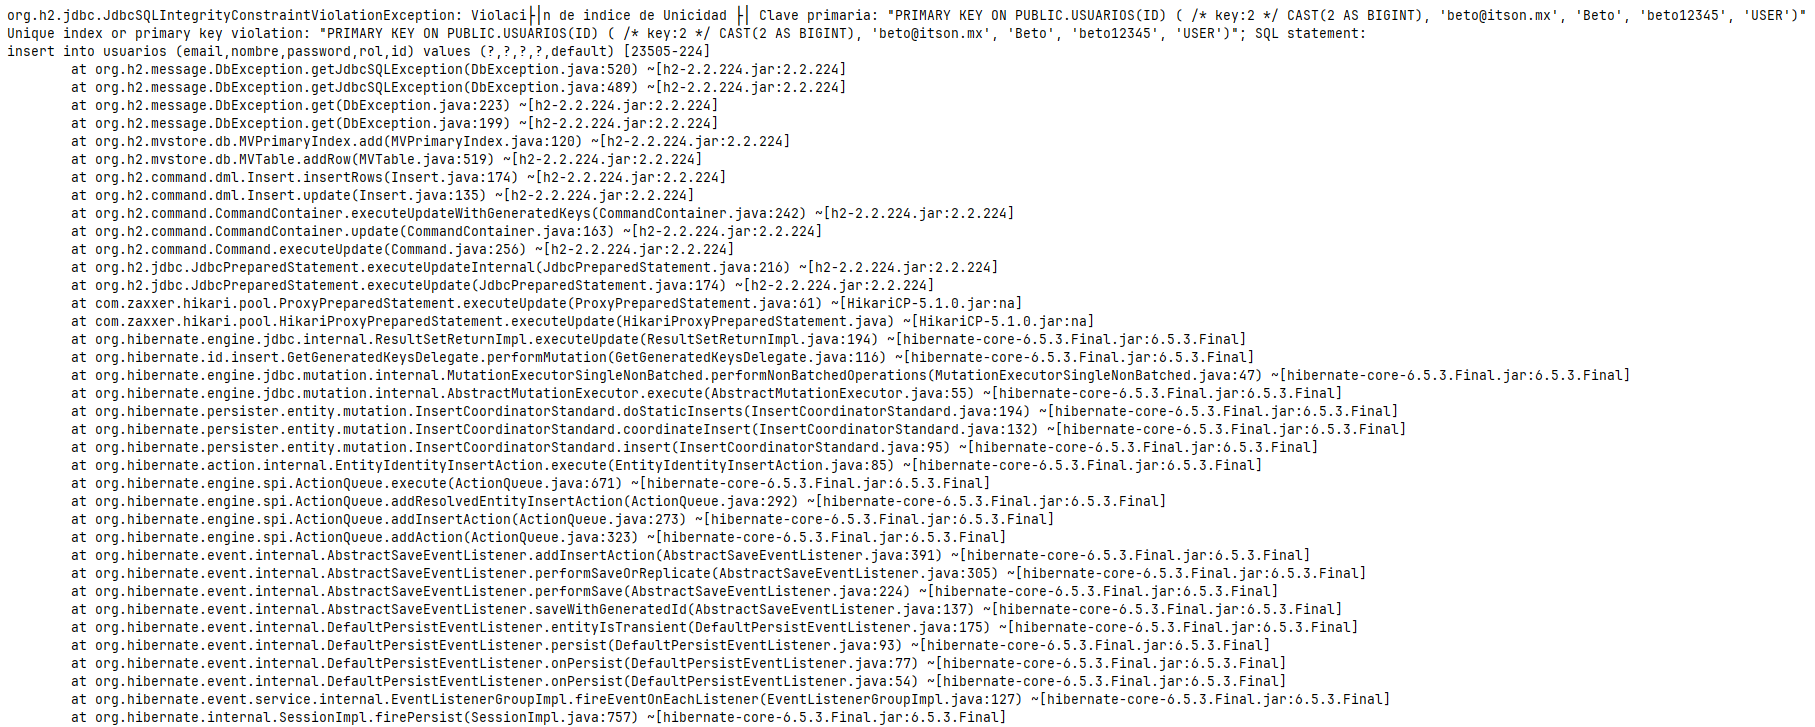 org.h2.jdbc.JdbcSQLIntegrityConstraintViolationException: Violaci├│n de indice de Unicidad ├│ Clave primaria: "PRIMARY KEY ON PUBLIC.USUARIOS(ID) ( /* key:2 */ CAST(2 AS BIGINT), 'beto@itson.mx', 'Beto', 'beto12345', 'USER')"
Unique index or primary key violation: "PRIMARY KEY ON PUBLIC.USUARIOS(ID) ( /* key:2 */ CAST(2 AS BIGINT), 'beto@itson.mx', 'Beto', 'beto12345', 'USER')"; SQL statement:
insert into usuarios (email,nombre,password,rol,id) values (?,?,?,?,default) [23505-224]
at org.h2.message.DbException.getJdbcSQLException(DbException.java:520) ~[h2-2.2.224.jar:2.2.224]
at org.h2.message.DbException.getJdbcSQLException(DbException.java:489) ~[h2-2.2.224.jar:2.2.224]
at org.h2.message.DbException.get(DbException.java:223) ~[h2-2.2.224.jar:2.2.224]
at org.h2.message.DbException.get(DbException.java:199) ~[h2-2.2.224.jar:2.2.224]
at org.h2.mvstore.db.MVPrimaryIndex.add(MVPrimaryIndex.java:120) ~[h2-2.2.224.jar:2.2.224]
at org.h2.mvstore.db.MVTable.addRow(MVTable.java:519) ~[h2-2.2.224.jar:2.2.224]
at org.h2.command.dml.Insert.insertRows(Insert.java:174) ~[h2-2.2.224.jar:2.2.224]
at org.h2.command.dml.Insert.update(Insert.java:135) ~[h2-2.2.224.jar:2.2.224]
at org.h2.command.CommandContainer.executeUpdateWithGeneratedKeys(CommandContainer.java:242) ~[h2-2.2.224.jar:2.2.224]
at org.h2.command.CommandContainer.update(CommandContainer.java:163) ~[h2-2.2.224.jar:2.2.224]
at org.h2.command.Command.executeUpdate(Command.java:256) ~[h2-2.2.224.jar:2.2.224]
at org.h2.jdbc.JdbcPreparedStatement.executeUpdateInternal(JdbcPreparedStatement.java:216) ~[h2-2.2.224.jar:2.2.224]
at org.h2.jdbc.JdbcPreparedStatement.executeUpdate(JdbcPreparedStatement.java:174) ~[h2-2.2.224.jar:2.2.224]
at com.zaxxer.hikari.pool.ProxyPreparedStatement.executeUpdate(ProxyPreparedStatement.java:61) ~[HikariCP-5.1.0.jar:na]
at com.zaxxer.hikari.pool.HikariProxyPreparedStatement.executeUpdate(HikariProxyPreparedStatement.java) ~[HikariCP-5.1.0.jar:na]
at org.hibernate.engine.jdbc.internal.ResultSetReturnImpl.executeUpdate(ResultSetReturnImpl.java:194) ~[hibernate-core-6.5.3.Final.jar:6.5.3.Final]
at org.hibernate.id.insert.GetGeneratedKeysDelegate.performMutation(GetGeneratedKeysDelegate.java:116) ~[hibernate-core-6.5.3.Final.jar:6.5.3.Final]
at org.hibernate.engine.jdbc.mutation.internal.MutationExecutorSingleNonBatched.performNonBatchedOperations(MutationExecutorSingleNonBatched.java:47) ~[hibernate-core-6.5.3.Final.jar:6.5.3.Final]
at org.hibernate.engine.jdbc.mutation.internal.AbstractMutationExecutor.execute(AbstractMutationExecutor.java:55) ~[hibernate-core-6.5.3.Final.jar:6.5.3.Final]
at org.hibernate.persister.entity.mutation.InsertCoordinatorStandard.doStaticInserts(InsertCoordinatorStandard.java:194) ~[hibernate-core-6.5.3.Final.jar:6.5.3.Final]
at org.hibernate.persister.entity.mutation.InsertCoordinatorStandard.coordinateInsert(InsertCoordinatorStandard.java:132) ~[hibernate-core-6.5.3.Final.jar:6.5.3.Final]
at org.hibernate.persister.entity.mutation.InsertCoordinatorStandard.insert(InsertCoordinatorStandard.java:95) ~[hibernate-core-6.5.3.Final.jar:6.5.3.Final]
at org.hibernate.action.internal.EntityIdentityInsertAction.execute(EntityIdentityInsertAction.java:85) ~[hibernate-core-6.5.3.Final.jar:6.5.3.Final]
at org.hibernate.engine.spi.ActionQueue.execute(ActionQueue.java:671) ~[hibernate-core-6.5.3.Final.jar:6.5.3.Final]
at org.hibernate.engine.spi.ActionQueue.addResolvedEntityInsertAction(ActionQueue.java:292) ~[hibernate-core-6.5.3.Final.jar:6.5.3.Final]
at org.hibernate.engine.spi.ActionQueue.addInsertAction(ActionQueue.java:273) ~[hibernate-core-6.5.3.Final.jar:6.5.3.Final]
at org.hibernate.engine.spi.ActionQueue.addAction(ActionQueue.java:323) ~[hibernate-core-6.5.3.Final.jar:6.5.3.Final]
at org.hibernate.event.internal.AbstractSaveEventListener.addInsertAction(AbstractSaveEventListener.java:391) ~[hibernate-core-6.5.3.Final.jar:6.5.3.Final]
at org.hibernate.event.internal.AbstractSaveEventListener.performSaveOrReplicate(AbstractSaveEventListener.java:305) ~[hibernate-core-6.5.3.Final.jar:6.5.3.Final]
at org.hibernate.event.internal.AbstractSaveEventListener.performSave(AbstractSaveEventListener.java:224) ~[hibernate-core-6.5.3.Final.jar:6.5.3.Final]
at org.hibernate.event.internal.AbstractSaveEventListener.saveWithGeneratedId(AbstractSaveEventListener.java:137) ~[hibernate-core-6.5.3.Final.jar:6.5.3.Final]
at org.hibernate.event.internal.DefaultPersistEventListener.entityIsTransient(DefaultPersistEventListener.java:175) ~[hibernate-core-6.5.3.Final.jar:6.5.3.Final]
at org.hibernate.event.internal.DefaultPersistEventListener.persist(DefaultPersistEventListener.java:93) ~[hibernate-core-6.5.3.Final.jar:6.5.3.Final]
at org.hibernate.event.internal.DefaultPersistEventListener.onPersist(DefaultPersistEventListener.java:77) ~[hibernate-core-6.5.3.Final.jar:6.5.3.Final]
at org.hibernate.event.internal.DefaultPersistEventListener.onPersist(DefaultPersistEventListener.java:54) ~[hibernate-core-6.5.3.Final.jar:6.5.3.Final]
at org.hibernate.event.service.internal.EventListenerGroupImpl.fireEventOnEachListener(EventListenerGroupImpl.java:127) ~[hibernate-core-6.5.3.Final.jar:6.5.3.Final]
at org.hibernate.internal.SessionImpl.firePersist(SessionImpl.java:757) ~[hibernate-core-6.5.3.Final.jar:6.5.3.Final]